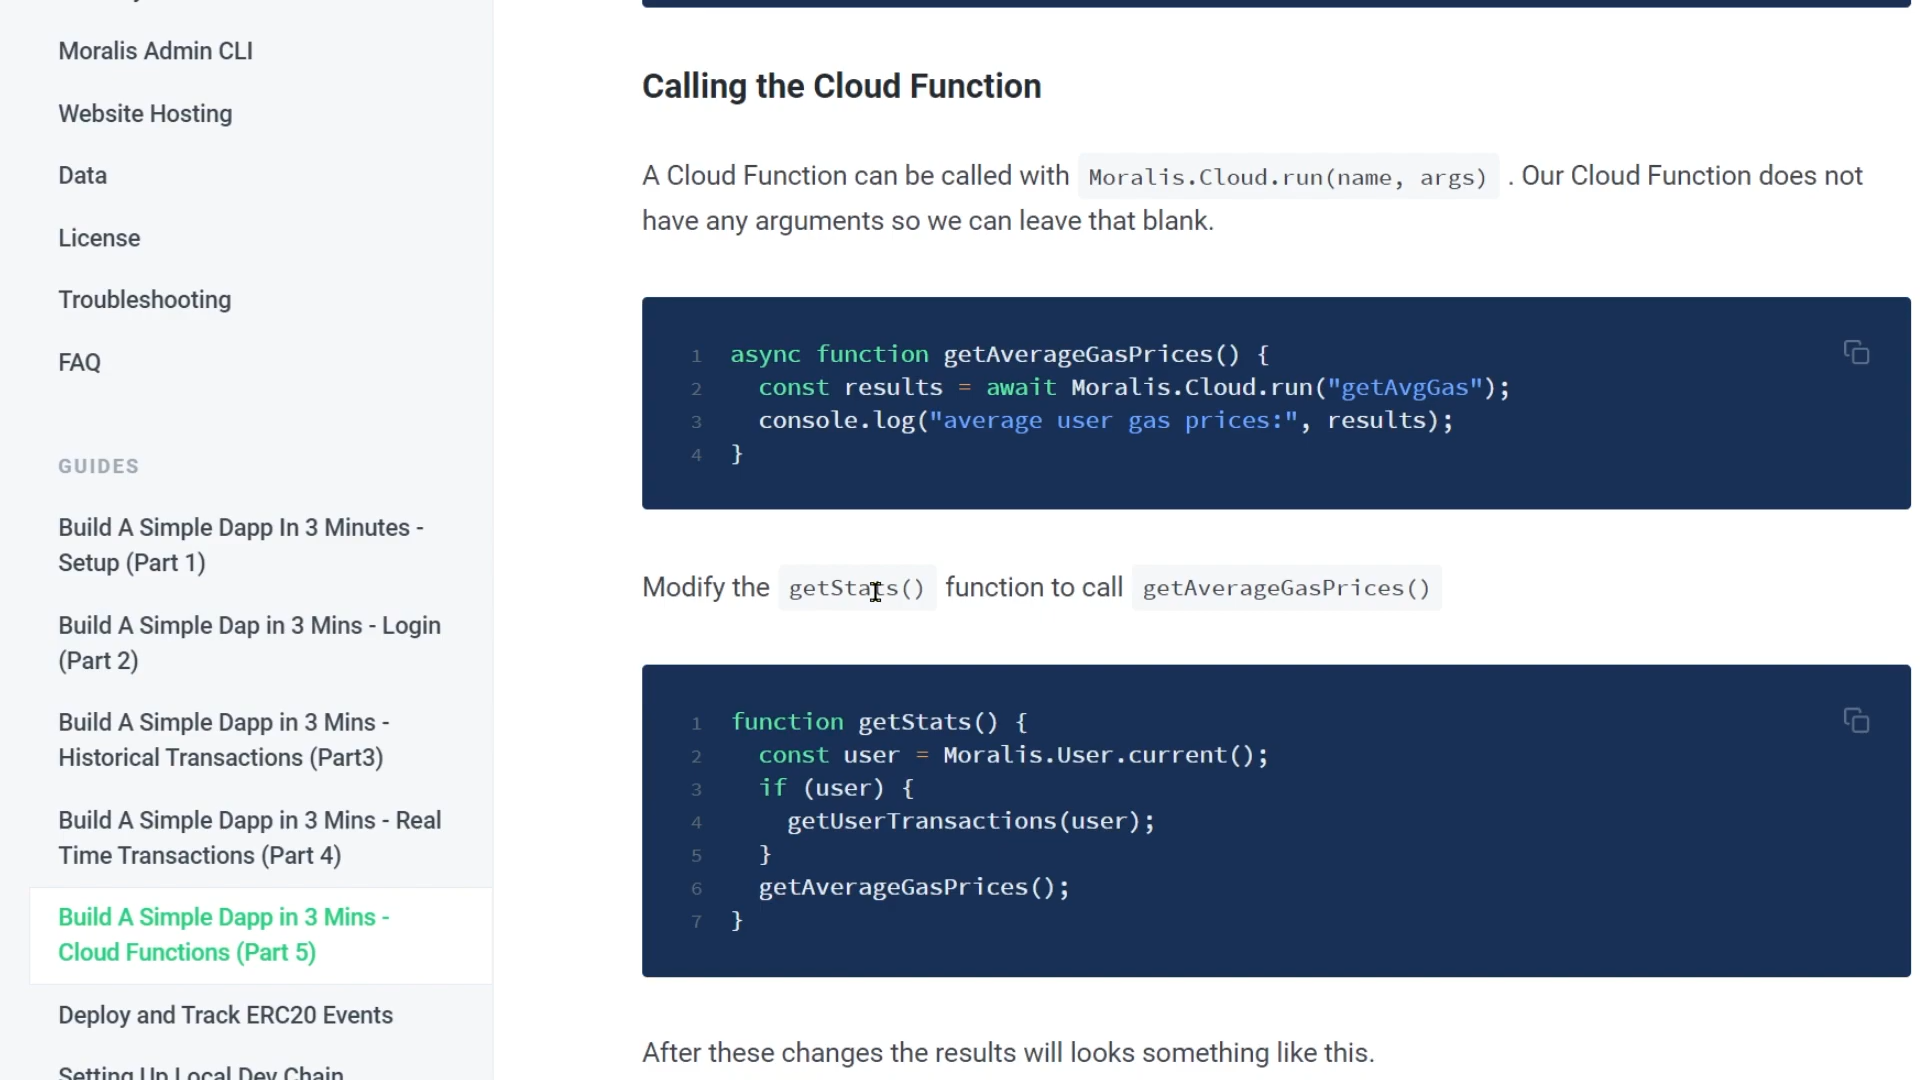 Moralis Admin CLI
Website Hosting
Data
License
Troubleshooting
FAQ
GUIDES
Build A Simple Dapp In 3 Minutes -
Setup (Part 1)
Build A Simple Dap in 3 Mins - Login
(Part 2)
Build A Simple Dapp in 3 Mins -
Historical Transactions (Part3)
Build A Simple Dapp in 3 Mins - Real
Time Transactions (Part 4)
Build A Simple Dapp in 3 Mins -
Cloud Functions (Part 5)
Deploy and Track ERC20 Events
Setting Up Local Dev Chain
Calling the Cloud Function
A Cloud Function can be called with Moralis.Cloud.run(name, args) . Our Cloud Function does not
have any arguments so we can leave that blank.
1 async function getAverageGasPrices() {
2 const results = await Moralis.Cloud.run("getAvgGas");
3 console.log("average user gas prices:", results);
4 }
Modify the getStats() function to call getAverageGasPrices()
1 function getStats() {
2 const user = Moralis.User.current();
3 if (user) {
4 getUserTransactions(user);
5 }
6 getAverageGasPrices();
7 }
After these changes the results will looks something like this.